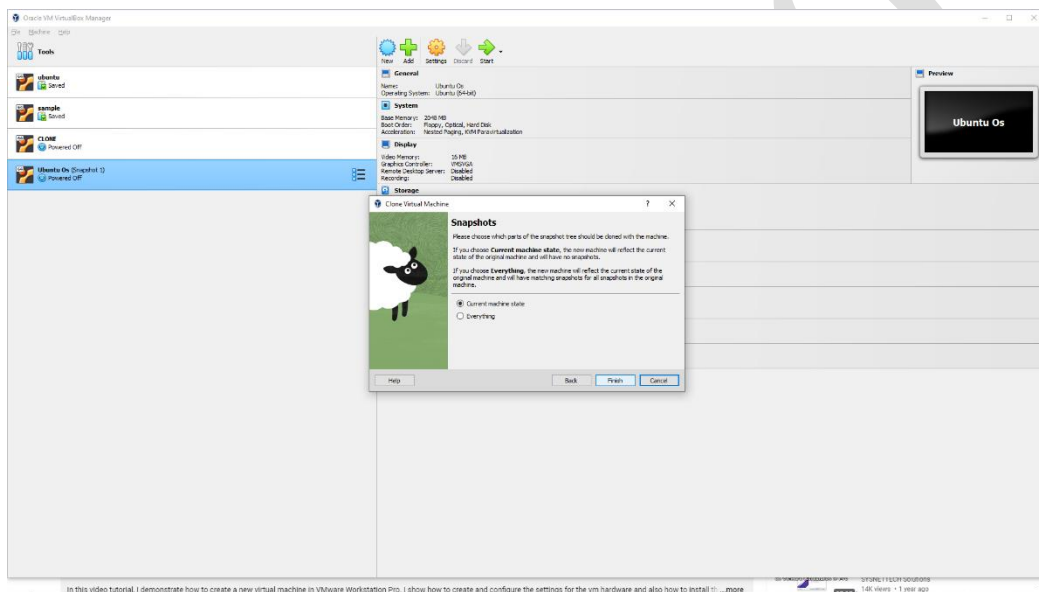 Oracle VM VirtualBox Manager
File Machine Help
Tools
ubuntu
Saved
sample
Saved
CLONE
Powered Off
Ubuntu Os (Snapshot 1)
Powered Off
New Add Settings Discard Start
General
Name: Ubuntu Os
Operating System: Ubuntu (64-bit)
System
Base Memory: 2048 MB
Boot Order: Floppy, Optical, Hard Disk
Acceleration: Nested Paging, KVM Paravirtualization
Display
Video Memory: 16 MB
Graphics Controller: VMSVGA
Remote Desktop Server: Disabled
Recording: Disabled
Storage
Preview
Ubuntu Os
Clone Virtual Machine
? X
Snapshots
Please choose which parts of the snapshot tree should be cloned with the machine.
If you choose Current machine state, the new machine will reflect the current
state of the original machine and will have no snapshots.
If you choose Everything, the new machine will reflect the current state of the
original machine and will have matching snapshots for all snapshots in the original
machine.
Current machine state
Everything
Help Back Finish Cancel
In this video tutorial, I demonstrate how to create a new virtual machine in VMware Workstation Pro. I show how to create and configure the settings for the vm hardware and also how to install th ...more
SYSNETTECH Solutions
14K views • 1 year ago